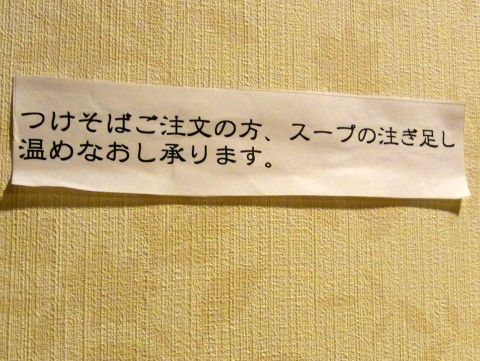 つけそばご注文の方、スープの注ぎ足し
温めなおし承ります。